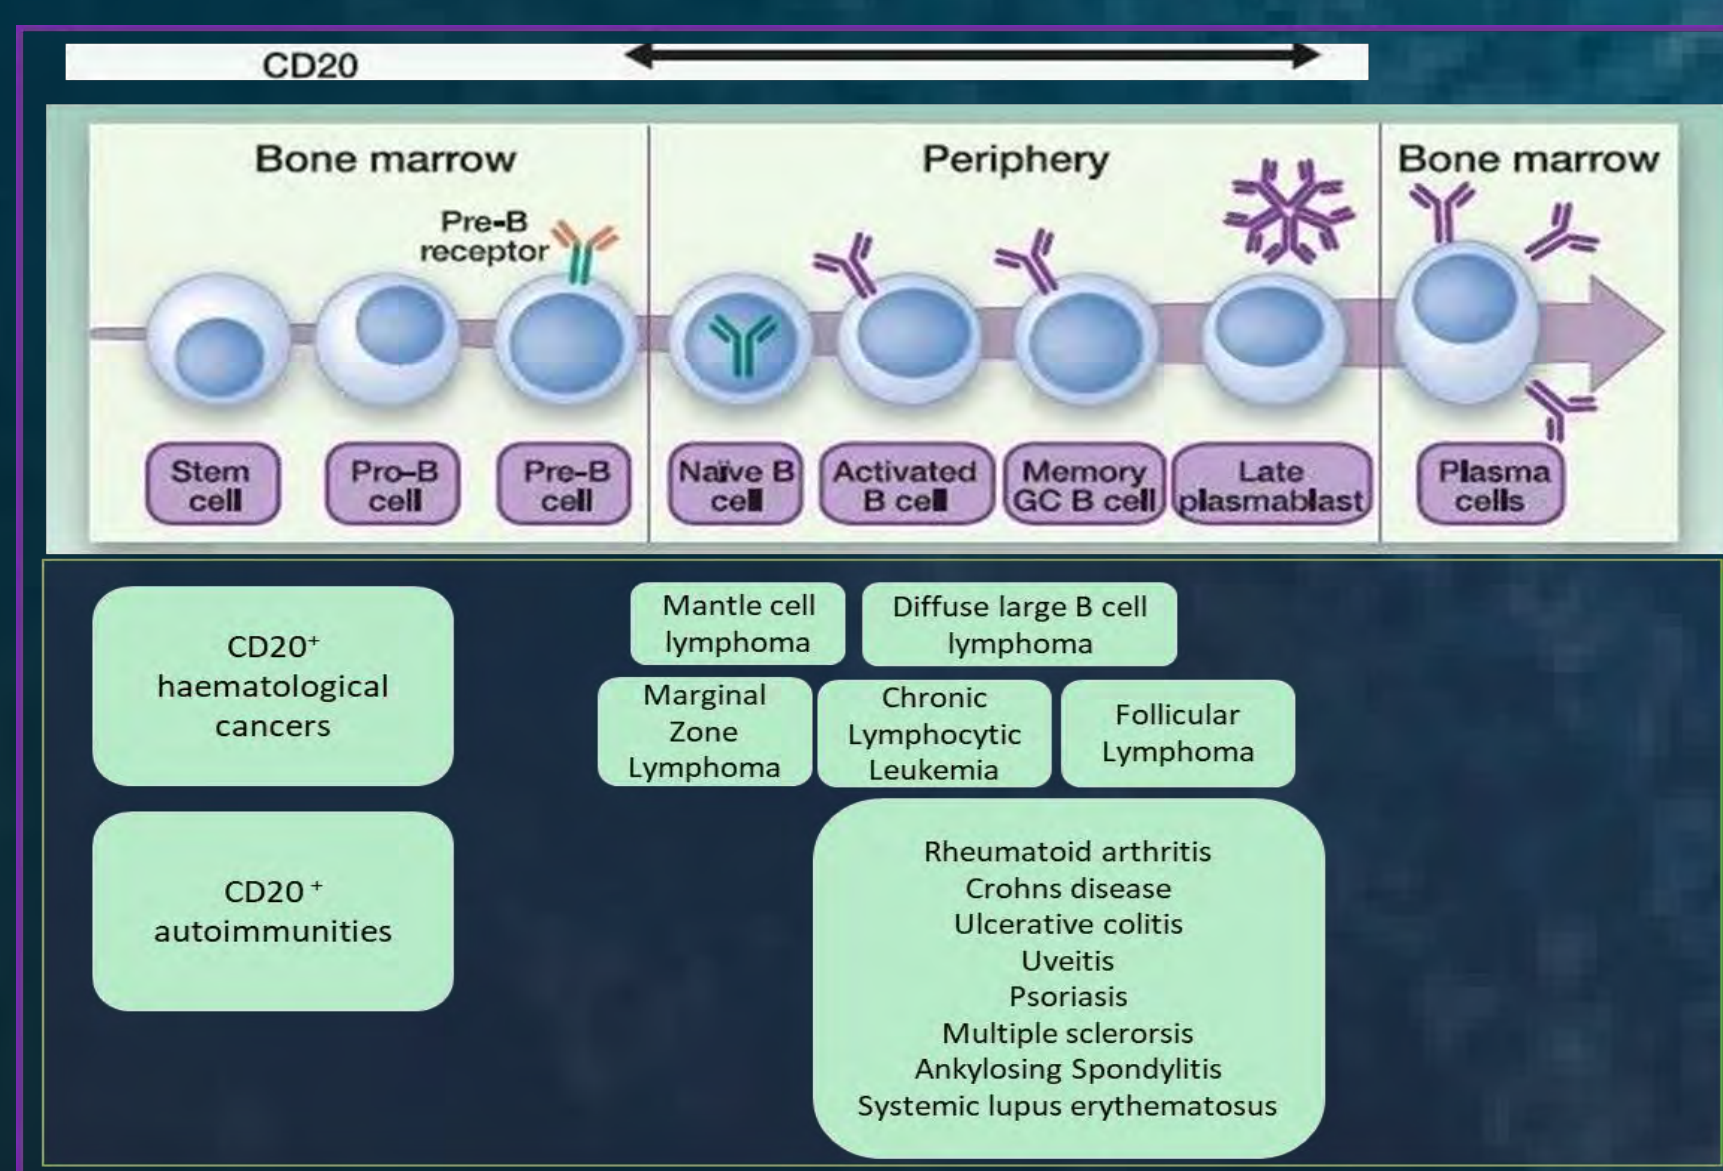 CD20
Bone marrow
Periphery
Bone marrow
Pre-B
receptor
Stem
cell
Pro-B
cell
Pre-B
cell
Naïve B
cell
Activated
B cell
Memory
GC B cell
Late
plasmablast
Plasma
cells
CD20⁺
haematological
cancers
Mantle cell
lymphoma
Diffuse large B cell
lymphoma
Marginal
Zone
Lymphoma
Chronic
Lymphocytic
Leukemia
Follicular
Lymphoma
CD20 ⁺
autoimmunities
Rheumatoid arthritis
Crohns disease
Ulcerative colitis
Uveitis
Psoriasis
Multiple sclerorsis
Ankylosing Spondylitis
Systemic lupus erythematosus